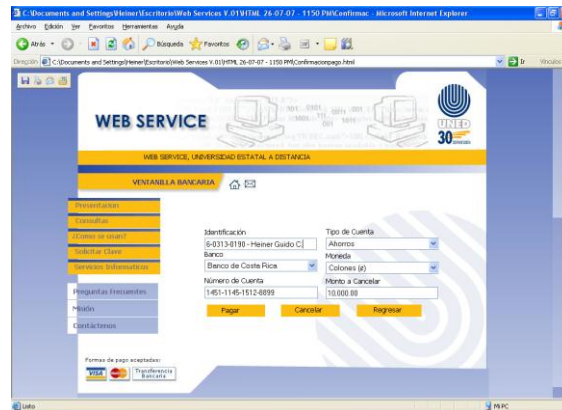 C:\Documents and Settings\Heiner\Escritorio\Web Services V.01\HTML 26-07-07 - 1150 PM\Confirmac - Microsoft Internet Explorer
Archivo Edición Ver Favoritos Herramientas Ayuda
Atrás Búsqueda Favoritos
Dirección C:\Documents and Settings\Heiner\Escritorio\Web Services V.01\HTML 26-07-07 - 1150 PM\Confirmacionpago.html Ir Vínculos
WEB SERVICE
UNED
30
WEB SERVICE, UNIVERSIDAD ESTATAL A DISTANCIA
VENTANILLA BANCARIA
Presentacion
Consultas
¿Cómo se usan?
Solicitar Clave
Servicios Informaticos
Preguntas Frecuentes
Misión
Contáctenos
Identificación Tipo de Cuenta
6-0313-0190 - Heiner Guido C. Ahorros
Banco Moneda
Banco de Costa Rica Colones (¢)
Número de Cuenta Monto a Cancelar
1451-1145-1512-6899 10.000.00
Pagar Cancelar Regresar
Formas de pago aceptadas:
VISA Transferencia
Bancaria
Listo Mi PC